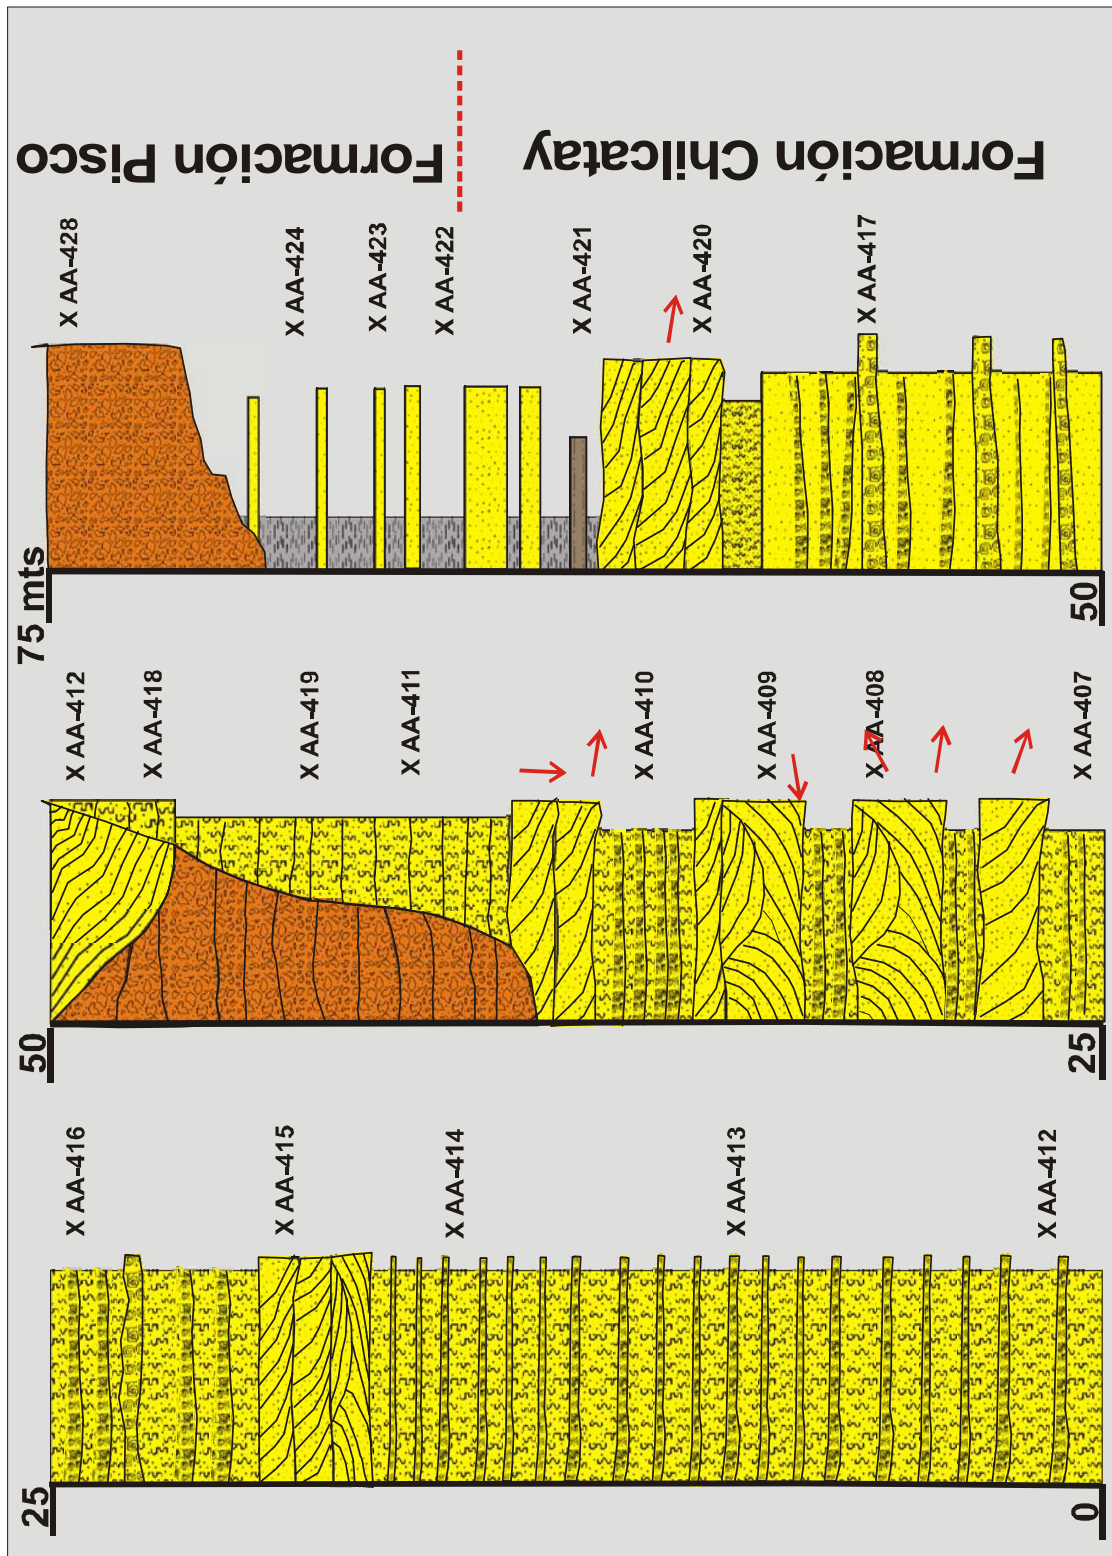 Formación Pisco
Formación Chilcatay
X AA-428
X AA-424
X AA-423
X AA-422
X AA-421
X AA-420
X AA-417
75 mts
50
X AA-412
X AA-418
X AA-419
X AA-411
X AA-410
X AA-409
X AA-408
X AA-407
50
25
X AA-416
X AA-415
X AA-414
X AA-413
X AA-412
25
0